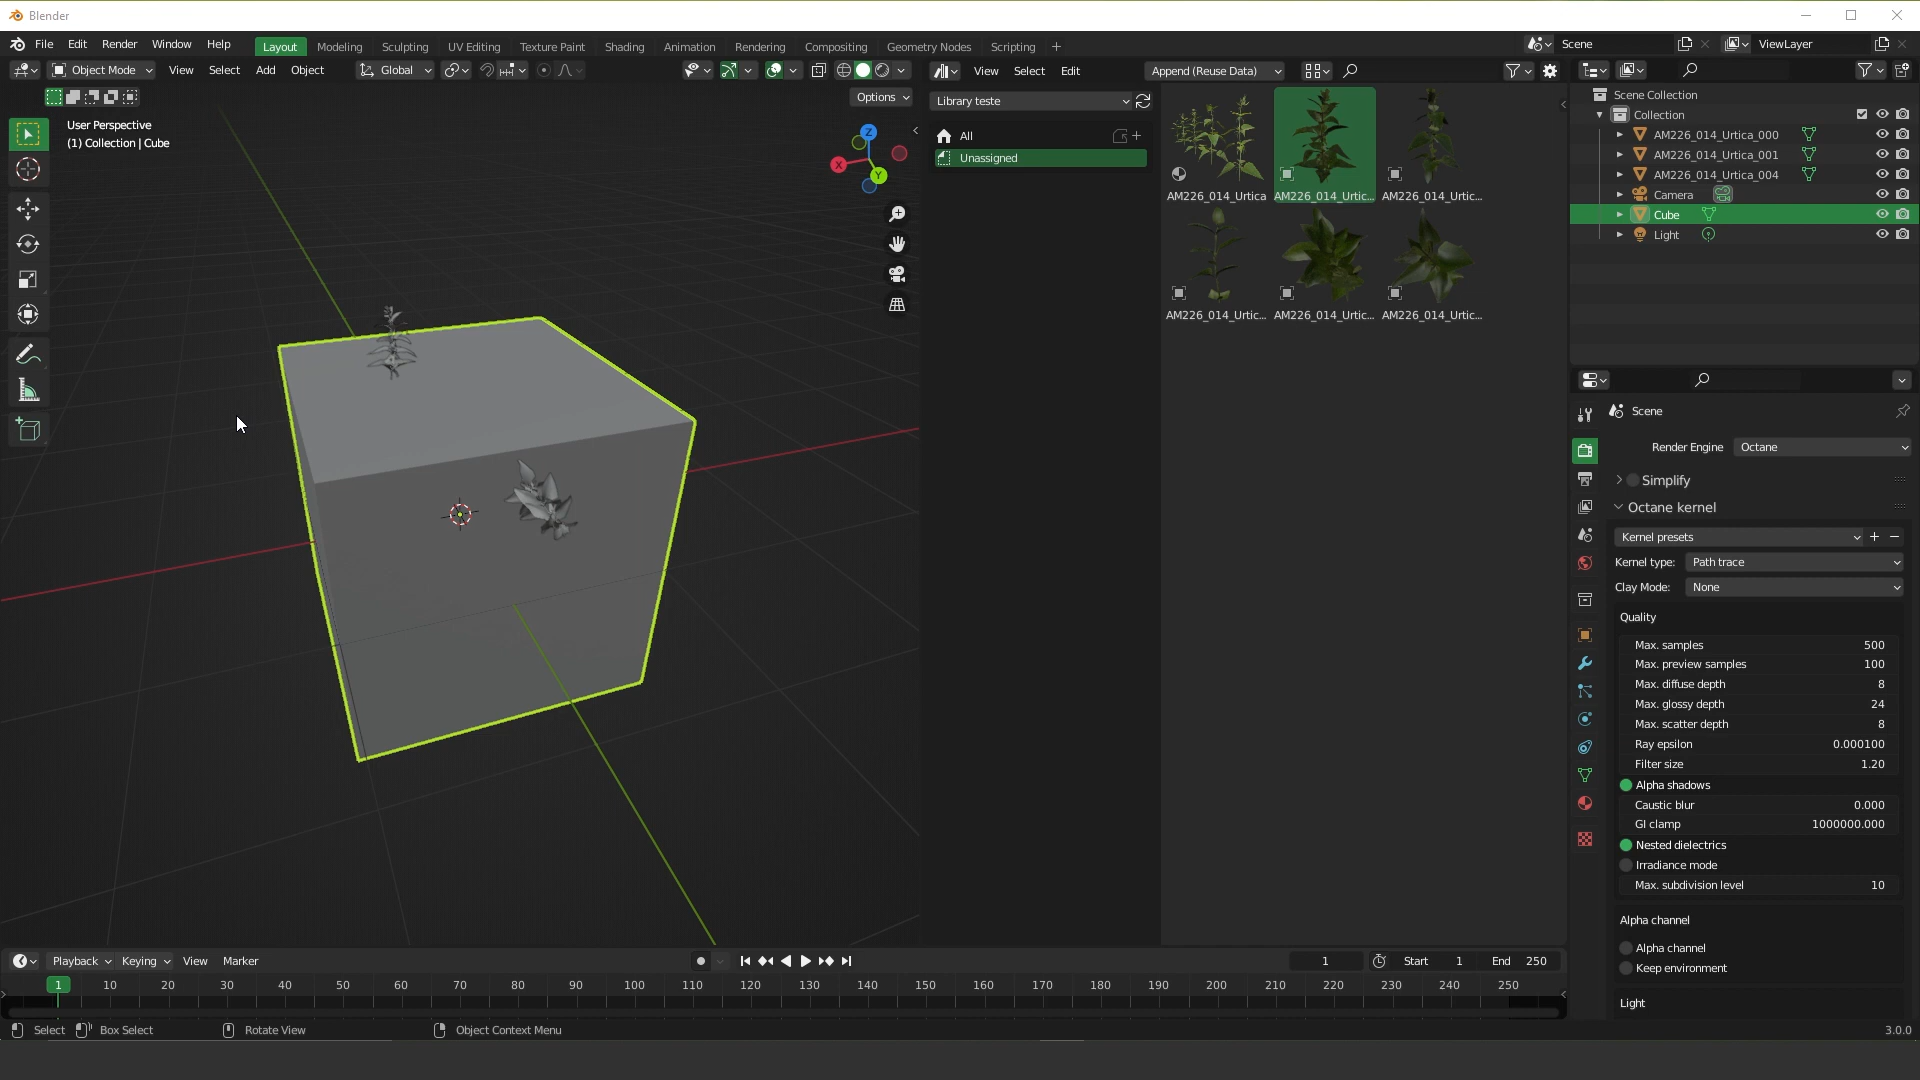 Blender
File Edit Render Window Help
Layout Modeling Sculpting UV Editing Texture Paint Shading Animation Rendering Compositing Geometry Nodes Scripting
Scene
ViewLayer
Object Mode View Select Add Object
Global
View Select Edit
Append (Reuse Data)
Options
Library teste
User Perspective
(1) Collection | Cube
Z
X
Y
All
Unassigned
AM226_014_Urtica
AM226_014_Urtic...
AM226_014_Urtic...
AM226_014_Urtic...
AM226_014_Urtic...
AM226_014_Urtic...
Scene Collection
Collection
AM226_014_Urtica_000
AM226_014_Urtica_001
AM226_014_Urtica_004
Camera
Cube
Light
Scene
Render Engine Octane
Simplify
Octane kernel
Kernel presets
Kernel type: Path trace
Clay Mode: None
Quality
Max. samples 500
Max. preview samples 100
Max. diffuse depth 8
Max. glossy depth 24
Max. scatter depth 8
Ray epsilon 0.000100
Filter size 1.20
Alpha shadows
Caustic blur 0.000
GI clamp 1000000.000
Nested dielectrics
Irradiance mode
Max. subdivision level 10
Alpha channel
Alpha channel
Keep environment
Light
Playback Keying View Marker
1
Start 1
End 250
1 10 20 30 40 50 60 70 80 90 100 110 120 130 140 150 160 170 180 190 200 210 220 230 240 250
Select Box Select Rotate View Object Context Menu
3.0.0